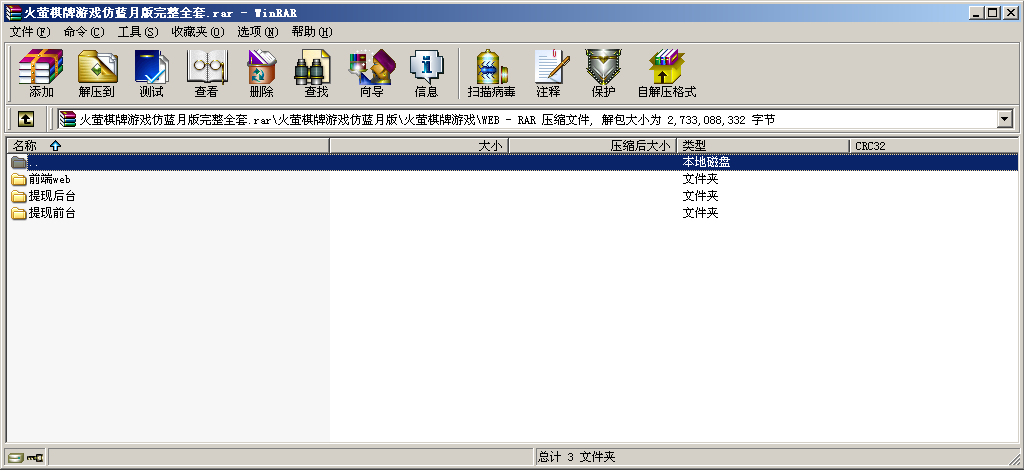 火萤棋牌游戏仿蓝月版完整全套.rar - WinRAR
文件(F) 命令(C) 工具(S) 收藏夹(O) 选项(N) 帮助(H)
添加 解压到 测试 查看 删除 查找 向导 信息 扫描病毒 注释 保护 自解压格式
火萤棋牌游戏仿蓝月版完整全套.rar\火萤棋牌游戏仿蓝月版\火萤棋牌游戏\WEB - RAR 压缩文件, 解包大小为 2,733,088,332 字节
名称 大小 压缩后大小 类型 CRC32
.. 本地磁盘
前端web 文件夹
提现后台 文件夹
提现前台 文件夹
总计 3 文件夹